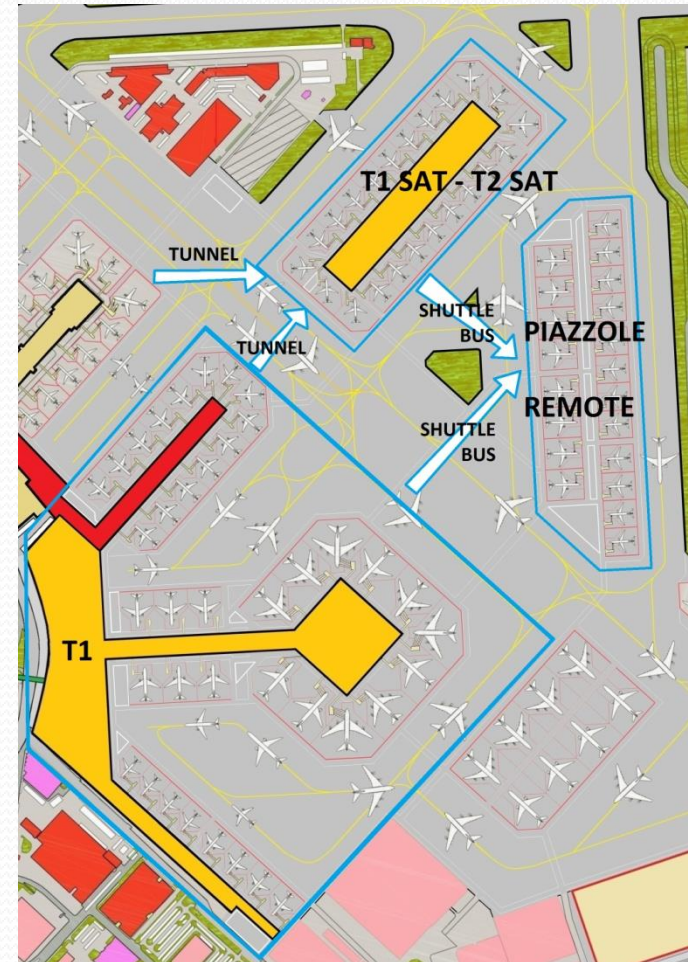 T1 SAT - T2 SAT
TUNNEL
TUNNEL
SHUTTLE
BUS
PIAZZOLE
REMOTE
SHUTTLE
BUS
T1